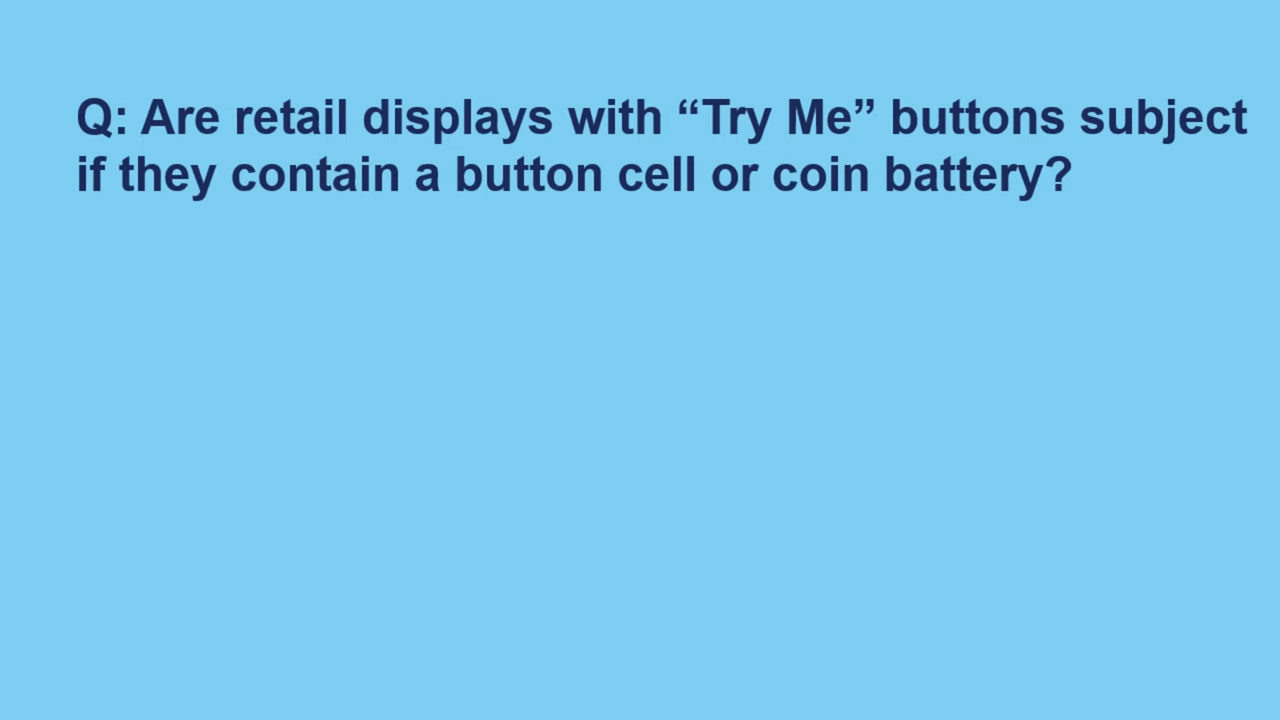 Q: Are retail displays with “Try Me” buttons subject
if they contain a button cell or coin battery?